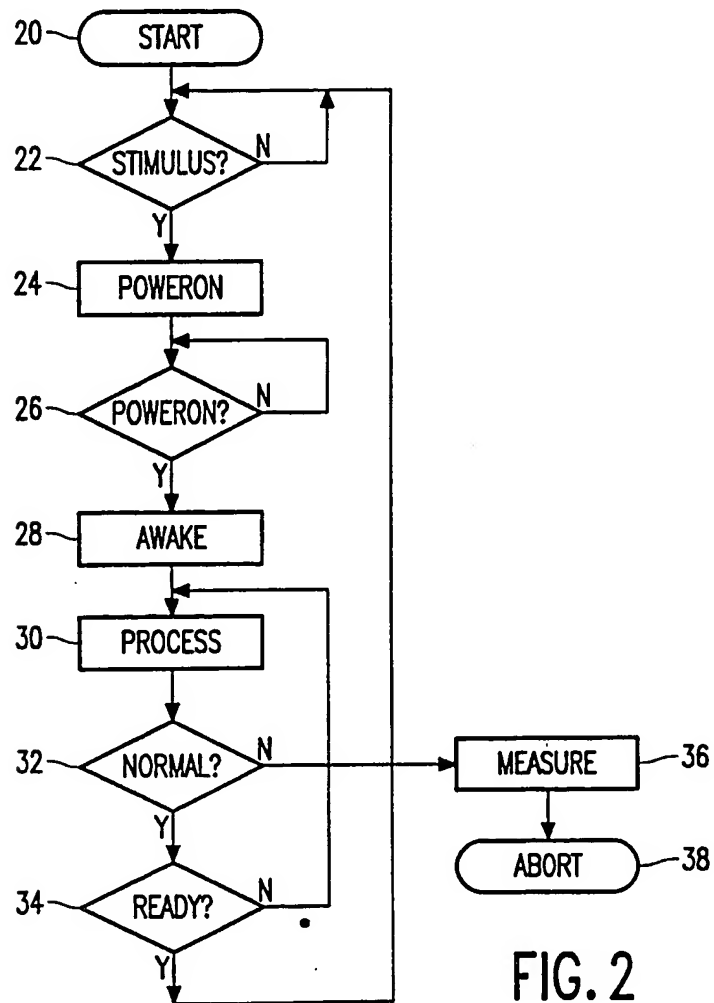 20 START
22 STIMULUS? N
Y
24 POWERON
26 POWERON? N
Y
28 AWAKE
30 PROCESS
32 NORMAL? N MEASURE 36
Y
34 READY? N ABORT 38
Y
FIG. 2